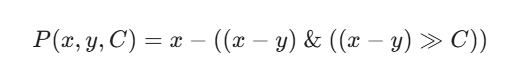 P(x, y, C) = x − ((x − y) & ((x − y) ≫ C))